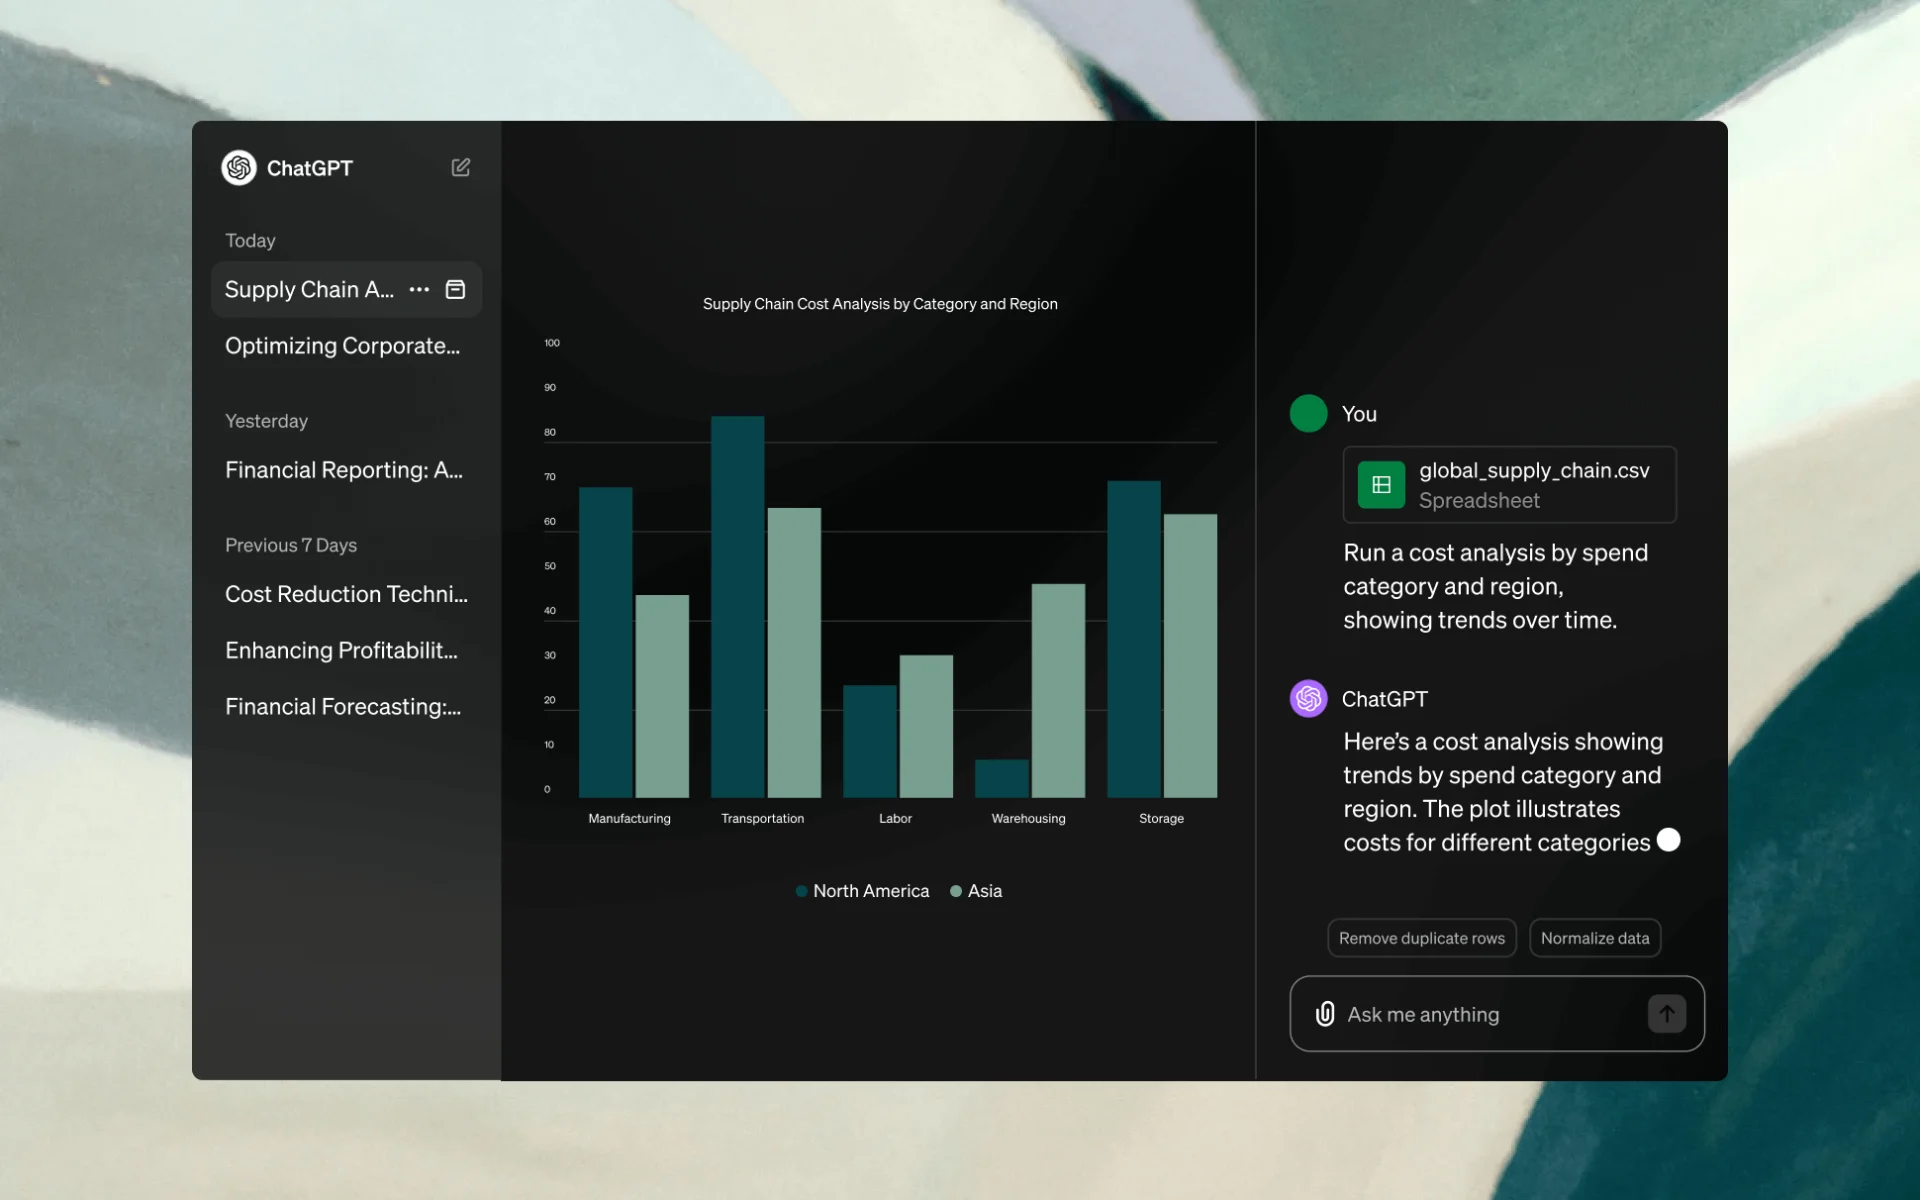 ChatGPT
Today
Supply Chain A...
Optimizing Corporate...
Yesterday
Financial Reporting: A...
Previous 7 Days
Cost Reduction Techni...
Enhancing Profitabilit...
Financial Forecasting:...
Supply Chain Cost Analysis by Category and Region
100
90
80
70
60
50
40
30
20
10
0
Manufacturing Transportation Labor Warehousing Storage
North America Asia
You
global_supply_chain.csv
Spreadsheet
Run a cost analysis by spend
category and region,
showing trends over time.
ChatGPT
Here’s a cost analysis showing
trends by spend category and
region. The plot illustrates
costs for different categories
Remove duplicate rows Normalize data
Ask me anything